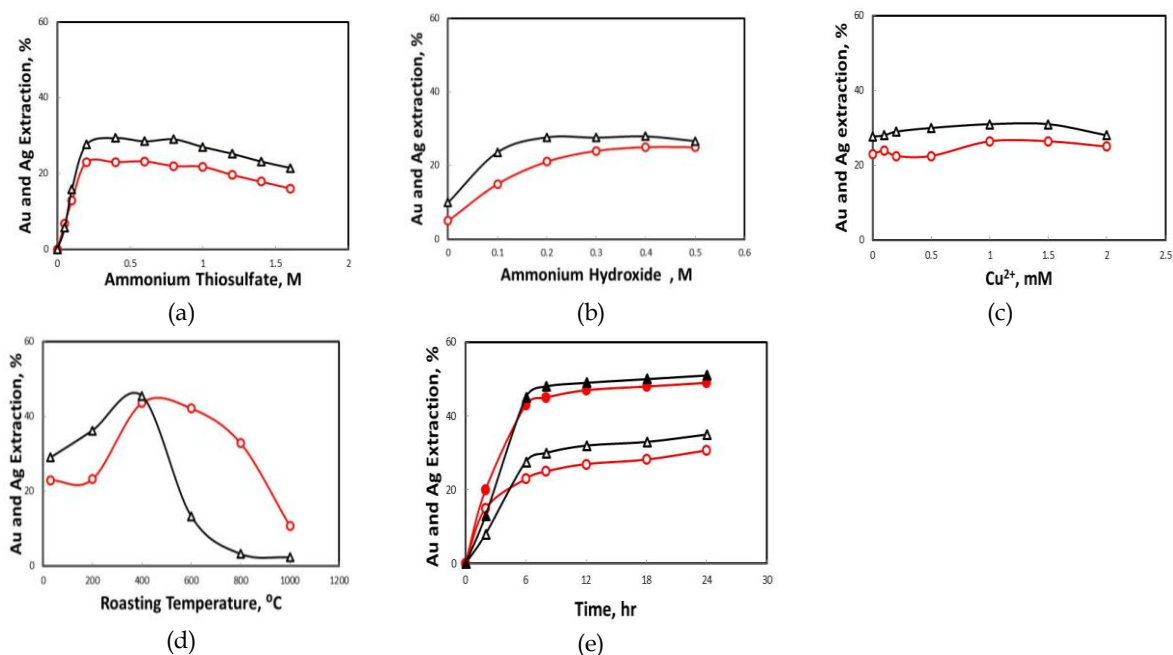 Au and Ag Extraction, %
60
40
20
0
0 0.5 1 1.5 2
Ammonium Thiosulfate, M
(a)
Au and Ag Extraction, %
60
40
20
0
0 0.1 0.2 0.3 0.4 0.5 0.6
Ammonium Hydroxide , M
(b)
Au and Ag extraction, %
60
40
20
0
0 0.5 1 1.5 2 2.5
Cu²⁺, mM
(c)
Au and Ag Extraction, %
60
40
20
0
0 200 400 600 800 1000 1200
Roasting Temperature, ⁰C
(d)
Au and Ag Extraction, %
60
40
20
0
0 6 12 18 24 30
Time, hr
(e)